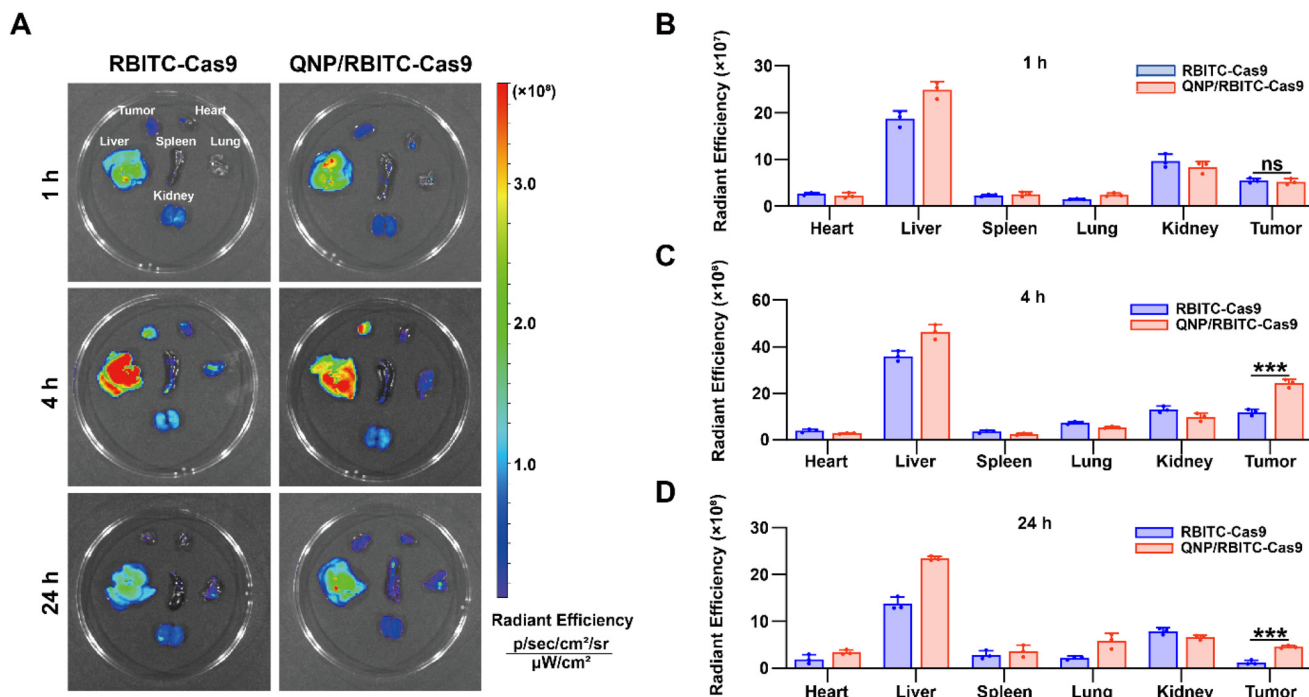 A
RBITC-Cas9 QNP/RBITC-Cas9
(×10⁸)
Tumor Heart
Liver Spleen Lung
Kidney
1 h
3.0
4 h
2.0
1.0
24 h
Radiant Efficiency
p/sec/cm²/sr
μW/cm²
B
Radiant Efficiency (×10⁷)
1 h
RBITC-Cas9
QNP/RBITC-Cas9
30
20
10
0
ns
Heart Liver Spleen Lung Kidney Tumor
C
Radiant Efficiency (×10⁸)
4 h
RBITC-Cas9
QNP/RBITC-Cas9
60
40
20
0
***
Heart Liver Spleen Lung Kidney Tumor
D
Radiant Efficiency (×10⁸)
24 h
RBITC-Cas9
QNP/RBITC-Cas9
30
20
10
0
***
Heart Liver Spleen Lung Kidney Tumor